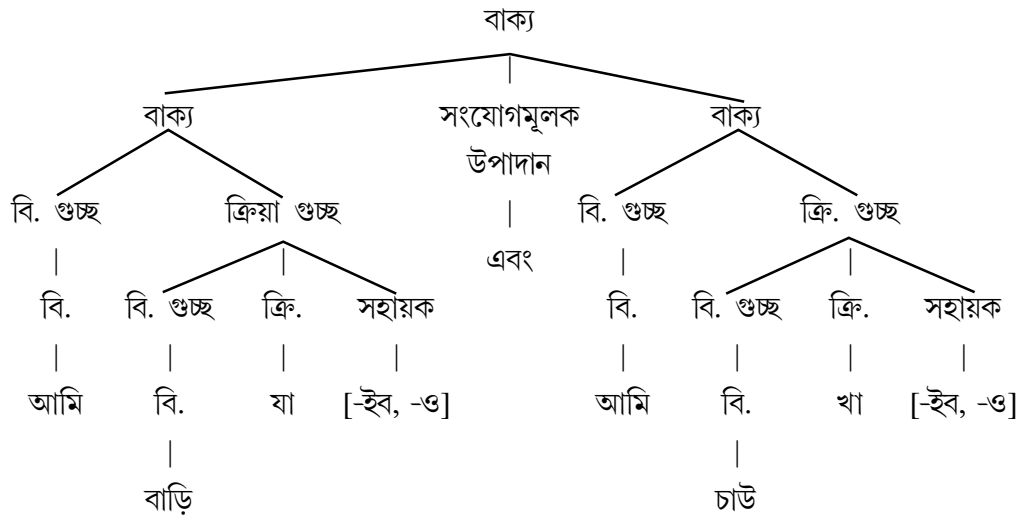 বাক্য
বাক্য সংযোগমূলক বাক্য
উপাদান
বি. গুচ্ছ ক্রিয়া গুচ্ছ বি. গুচ্ছ ক্রি. গুচ্ছ
এবং
বি. বি. গুচ্ছ ক্রি. সহায়ক বি. বি. গুচ্ছ ক্রি. সহায়ক
আমি বি. যা [-ইব, -ও] আমি বি. খা [-ইব, -ও]
বাড়ি চাউ